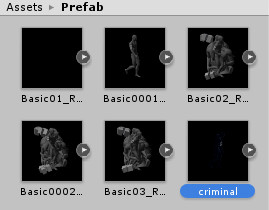 Assets ▸ Prefab
Basic01_R... Basic0001... Basic02_R...
Basic0002... Basic03_R... criminal